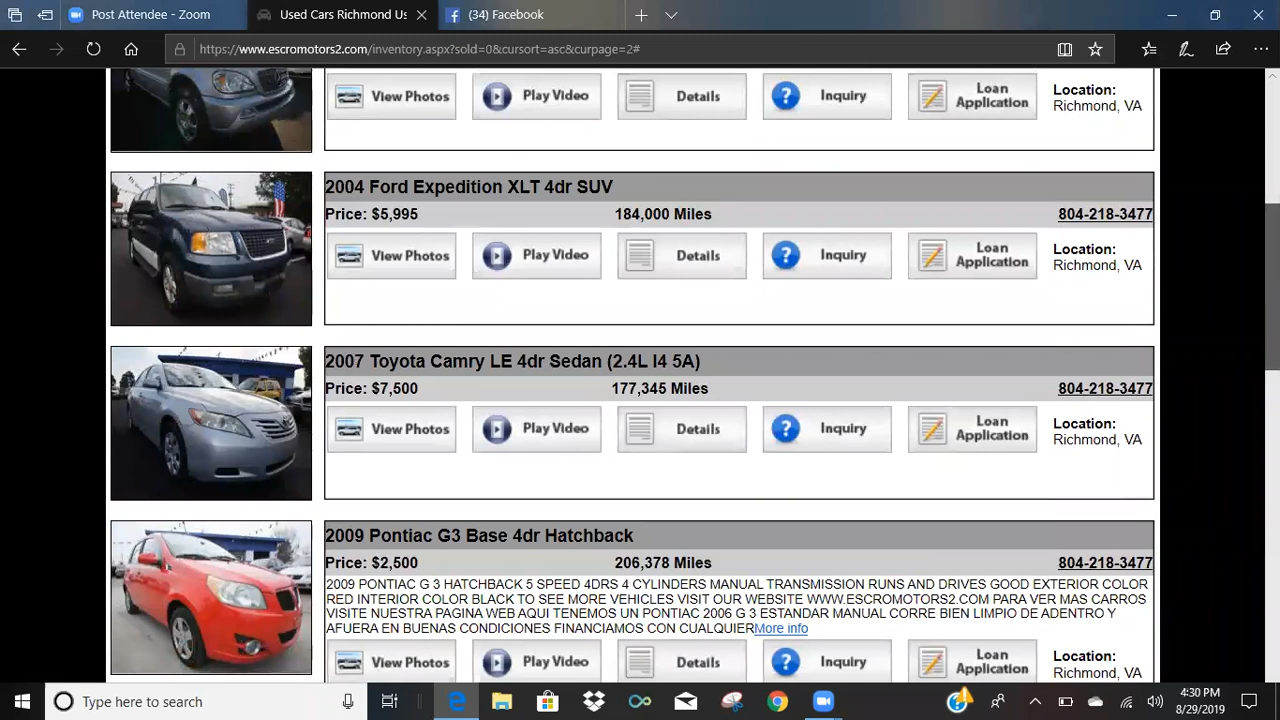 Post Attendee - Zoom
Used Cars Richmond Us
(34) Facebook
https://www.escromotors2.com/inventory.aspx?sold=0&cursort=asc&curpage=2#
View Photos
Play Video
Details
Inquiry
Loan
Application
Location:
Richmond, VA
2004 Ford Expedition XLT 4dr SUV
Price: $5,995
184,000 Miles
804-218-3477
View Photos
Play Video
Details
Inquiry
Loan
Application
Location:
Richmond, VA
2007 Toyota Camry LE 4dr Sedan (2.4L I4 5A)
Price: $7,500
177,345 Miles
804-218-3477
View Photos
Play Video
Details
Inquiry
Loan
Application
Location:
Richmond, VA
2009 Pontiac G3 Base 4dr Hatchback
Price: $2,500
206,378 Miles
804-218-3477
2009 PONTIAC G 3 HATCHBACK 5 SPEED 4DRS 4 CYLINDERS MANUAL TRANSMISSION RUNS AND DRIVES GOOD EXTERIOR COLOR
RED INTERIOR COLOR BLACK TO SEE MORE VEHICLES VISIT OUR WEBSITE WWW.ESCROMOTORS2.COM PARA VER MAS CARROS
VISITE NUESTRA PAGINA WEB AQUI TENEMOS UN PONTIAC 2006 G 3 ESTANDAR MANUAL CORRE BIEN LIMPIO DE ADENTRO Y
AFUERA EN BUENAS CONDICIONES FINANCIAMOS CON CUALQUIERMore info
View Photos
Play Video
Details
Inquiry
Loan
Application
Location:
Richmond, VA
Type here to search
4:30 PM
8/29/2019